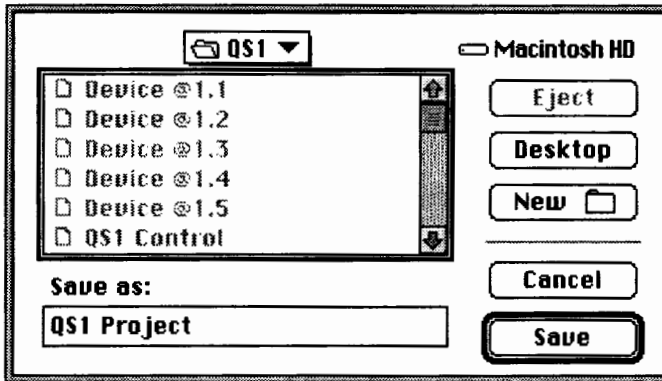 QS1
Macintosh HD
Device @1.1
Device @1.2
Device @1.3
Device @1.4
Device @1.5
QS1 Control
Eject
Desktop
New
Save as:
QS1 Project
Cancel
Save